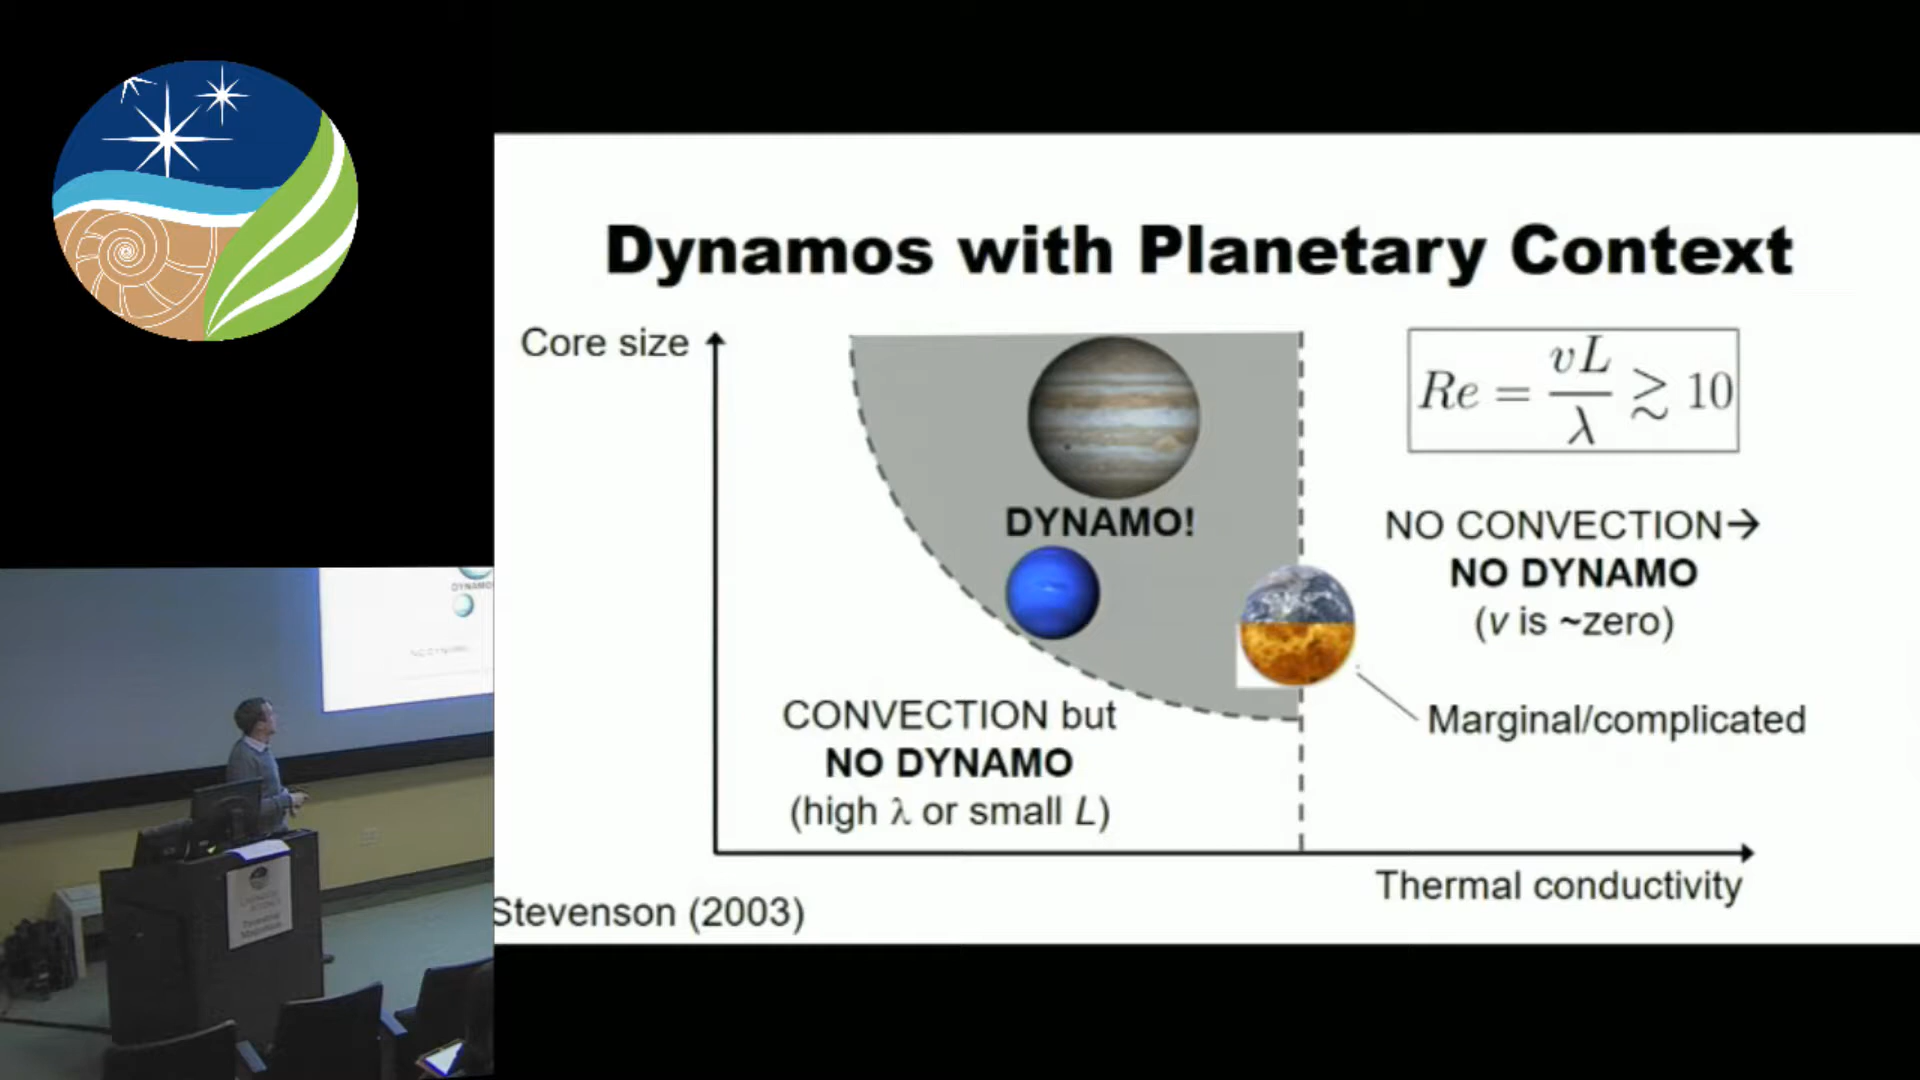 Dynamos with Planetary Context
Core size
Re = vL/λ ≳ 10
DYNAMO!
NO CONVECTION→
NO DYNAMO
(v is ~zero)
CONVECTION but
NO DYNAMO
(high λ or small L)
Marginal/complicated
Thermal conductivity
Stevenson (2003)
DYNAMO